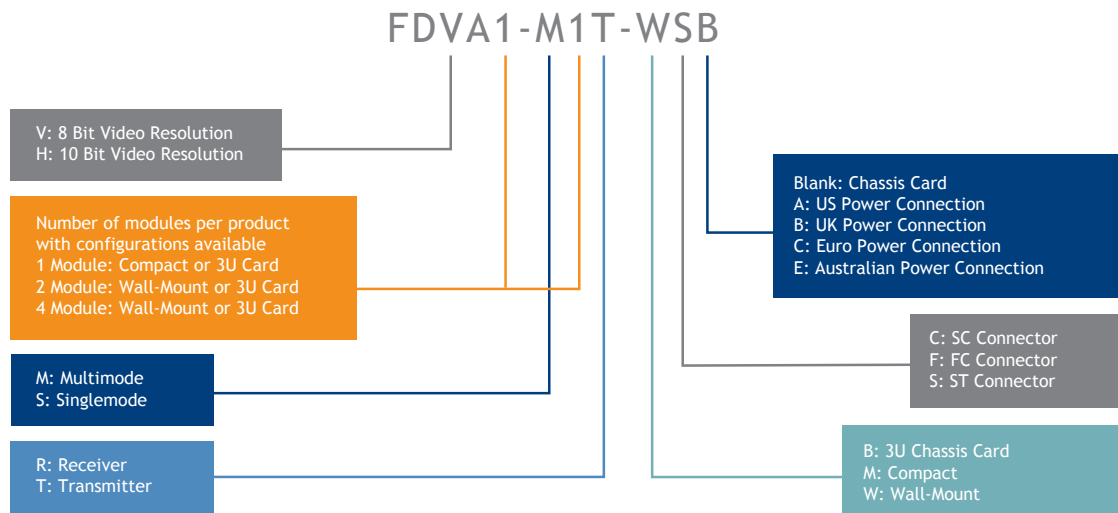 FDVA1-M1T-WSB
V: 8 Bit Video Resolution
H: 10 Bit Video Resolution
Number of modules per product
with configurations available
1 Module: Compact or 3U Card
2 Module: Wall-Mount or 3U Card
4 Module: Wall-Mount or 3U Card
M: Multimode
S: Singlemode
R: Receiver
T: Transmitter
Blank: Chassis Card
A: US Power Connection
B: UK Power Connection
C: Euro Power Connection
E: Australian Power Connection
C: SC Connector
F: FC Connector
S: ST Connector
B: 3U Chassis Card
M: Compact
W: Wall-Mount